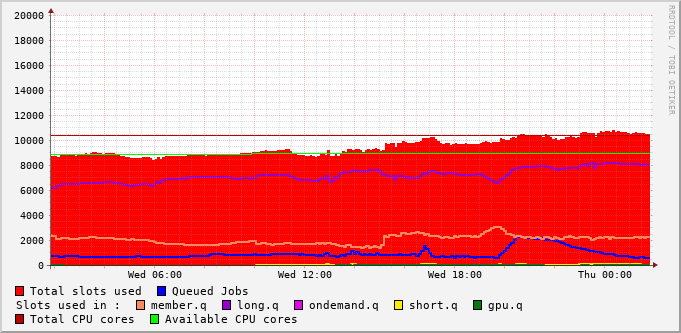 20000
18000
16000
14000
12000
10000
8000
6000
4000
2000
0
Wed 06:00 Wed 12:00 Wed 18:00 Thu 00:00
RRDTOOL / TOBI OETIKER
Total slots used Queued Jobs
Slots used in : member.q long.q ondemand.q short.q gpu.q
Total CPU cores Available CPU cores